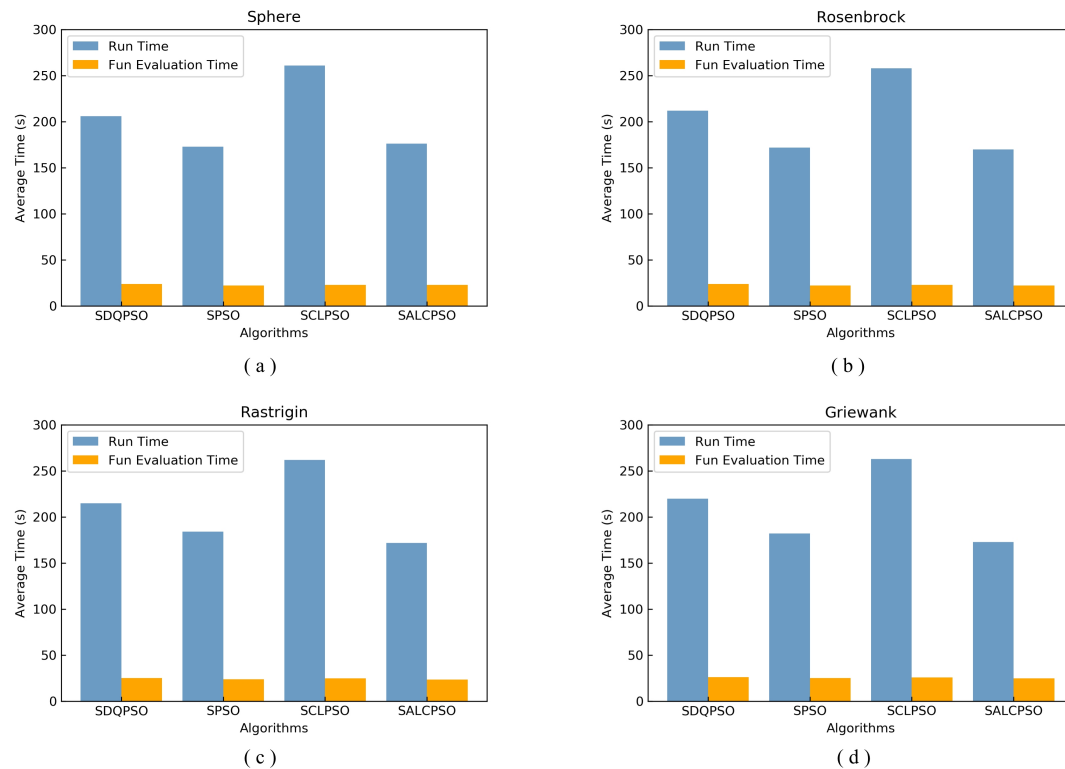 Sphere
300
250
200
150
100
50
0
Average Time (s)
Run Time
Fun Evaluation Time
SDQPSO SPSO SCLPSO SALCPSO
Algorithms
( a )
Rosenbrock
300
250
200
150
100
50
0
Average Time (s)
Run Time
Fun Evaluation Time
SDQPSO SPSO SCLPSO SALCPSO
Algorithms
( b )
Rastrigin
300
250
200
150
100
50
0
Average Time (s)
Run Time
Fun Evaluation Time
SDQPSO SPSO SCLPSO SALCPSO
Algorithms
( c )
Griewank
300
250
200
150
100
50
0
Average Time (s)
Run Time
Fun Evaluation Time
SDQPSO SPSO SCLPSO SALCPSO
Algorithms
( d )